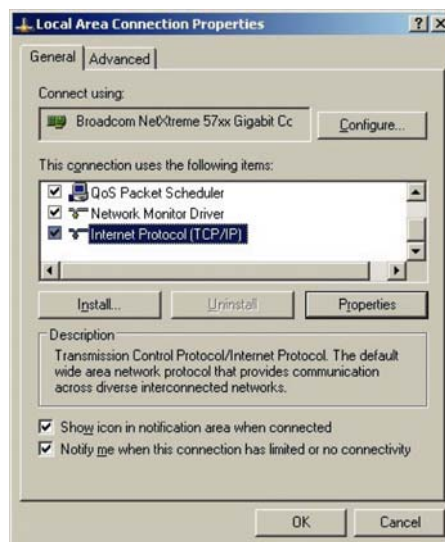 Local Area Connection Properties
General Advanced
Connect using:
Broadcom NetXtreme 57xx Gigabit Cc
Configure...
This connection uses the following items:
QoS Packet Scheduler
Network Monitor Driver
Internet Protocol (TCP/IP)
Install... Uninstall Properties
Description
Transmission Control Protocol/Internet Protocol. The default
wide area network protocol that provides communication
across diverse interconnected networks.
Show icon in notification area when connected
Notify me when this connection has limited or no connectivity
OK Cancel